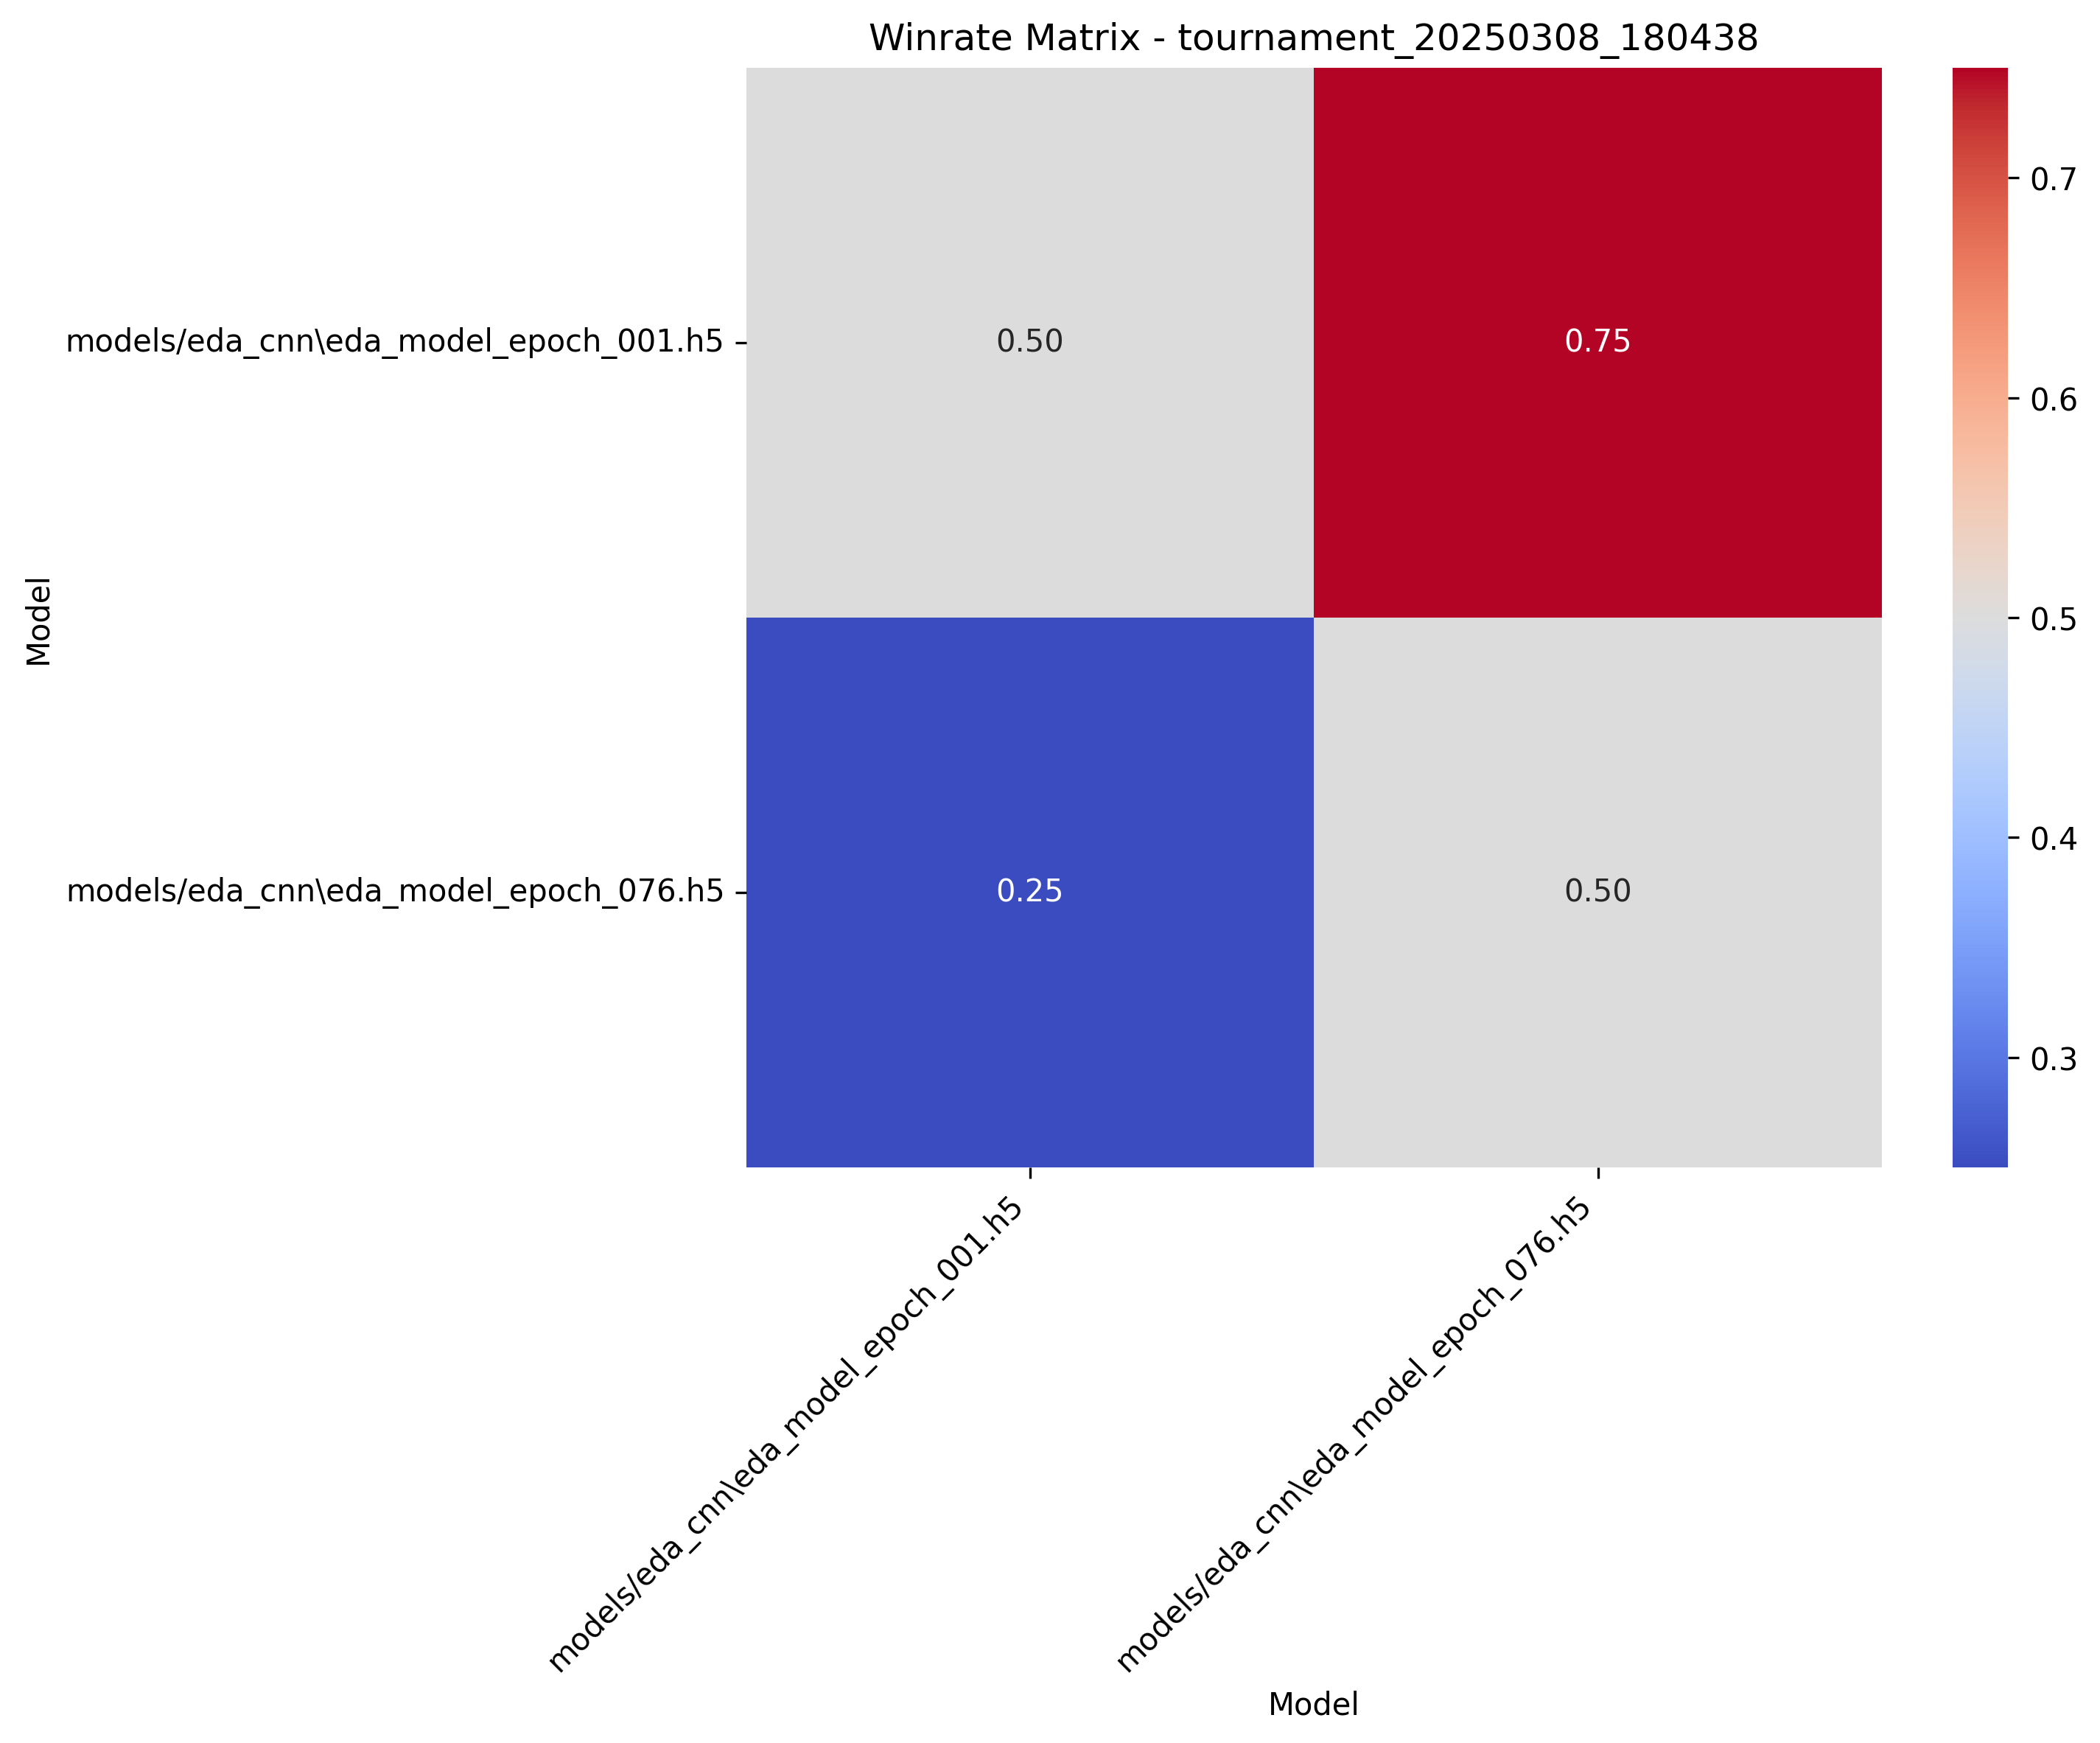 Winrate Matrix - tournament_20250308_180438
Model
models/eda_cnn\eda_model_epoch_001.h5
0.50
0.75
models/eda_cnn\eda_model_epoch_076.h5
0.25
0.50
0.7
0.6
0.5
0.4
0.3
models/eda_cnn\eda_model_epoch_001.h5
models/eda_cnn\eda_model_epoch_076.h5
Model